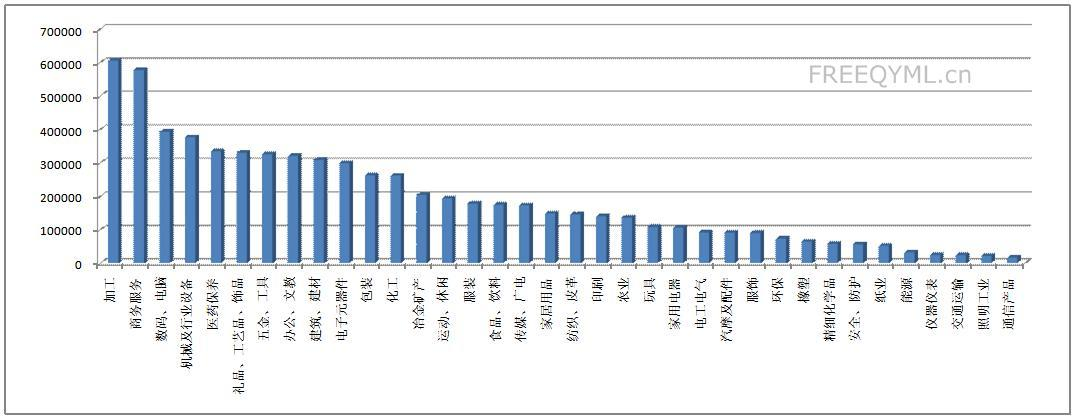 700000
600000
500000
400000
300000
200000
100000
0
FREEQYML.cn
加工
商务服务
数码、电脑
机械及行业设备
医药保养
礼品、工艺品、饰品
五金、工具
办公、文教
建筑、建材
电子元器件
包装
化工
冶金矿产
运动、休闲
服装
食品、饮料
传媒、广电
家居用品
纺织、皮革
印刷
农业
玩具
家用电器
电工电气
汽摩及配件
服饰
环保
橡塑
精细化学品
安全、防护
纸业
能源
仪器仪表
交通运输
照明工业
通信产品